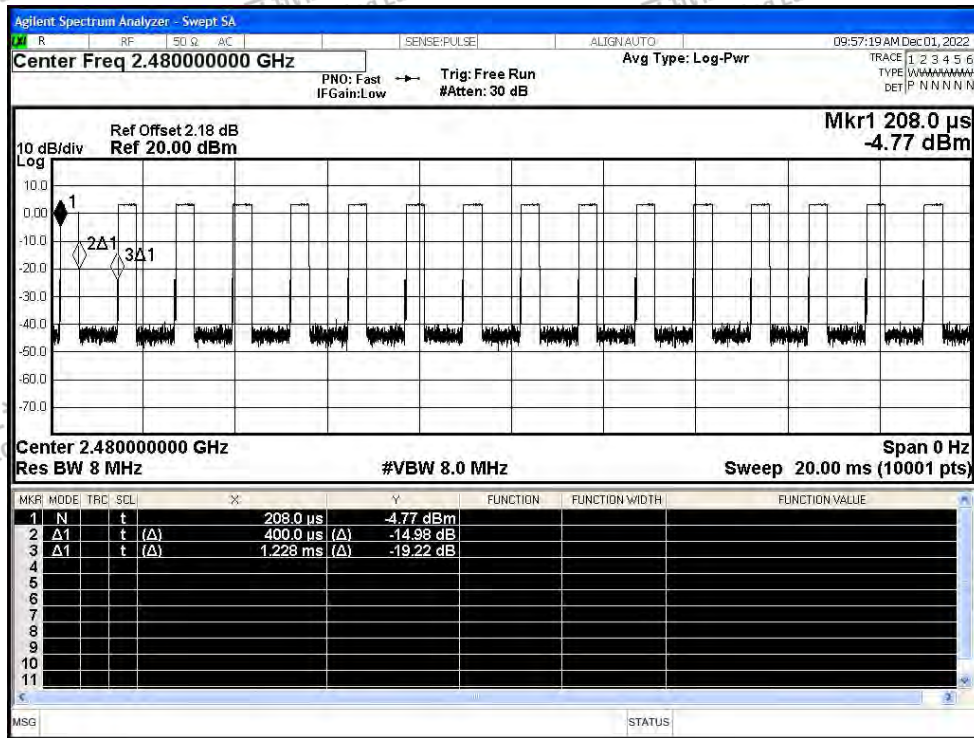 Agilent Spectrum Analyzer - Swept SA
LXI R RF 50 Ω AC SENSE:PULSE ALIGNAUTO 09:57:19 AM Dec 01, 2022
Center Freq 2.480000000 GHz
PNO: Fast Trig: Free Run Avg Type: Log-Pwr TRACE 1 2 3 4 5 6
IFGain:Low #Atten: 30 dB TYPE WWWWWW
DET P N N N N N
Mkr1 208.0 µs
-4.77 dBm
Ref Offset 2.18 dB
10 dB/div Ref 20.00 dBm
Log
10.0
0.00
-10.0
-20.0
-30.0
-40.0
-50.0
-60.0
-70.0
1
2Δ1
3Δ1
Center 2.480000000 GHz Span 0 Hz
Res BW 8 MHz #VBW 8.0 MHz Sweep 20.00 ms (10001 pts)
MKR MODE TRC SCL X Y FUNCTION FUNCTION WIDTH FUNCTION VALUE
1 N t 208.0 µs -4.77 dBm
2 Δ1 t (Δ) 400.0 µs (Δ) -14.98 dB
3 Δ1 t (Δ) 1.228 ms (Δ) -19.22 dB
4
5
6
7
8
9
10
11
MSG STATUS